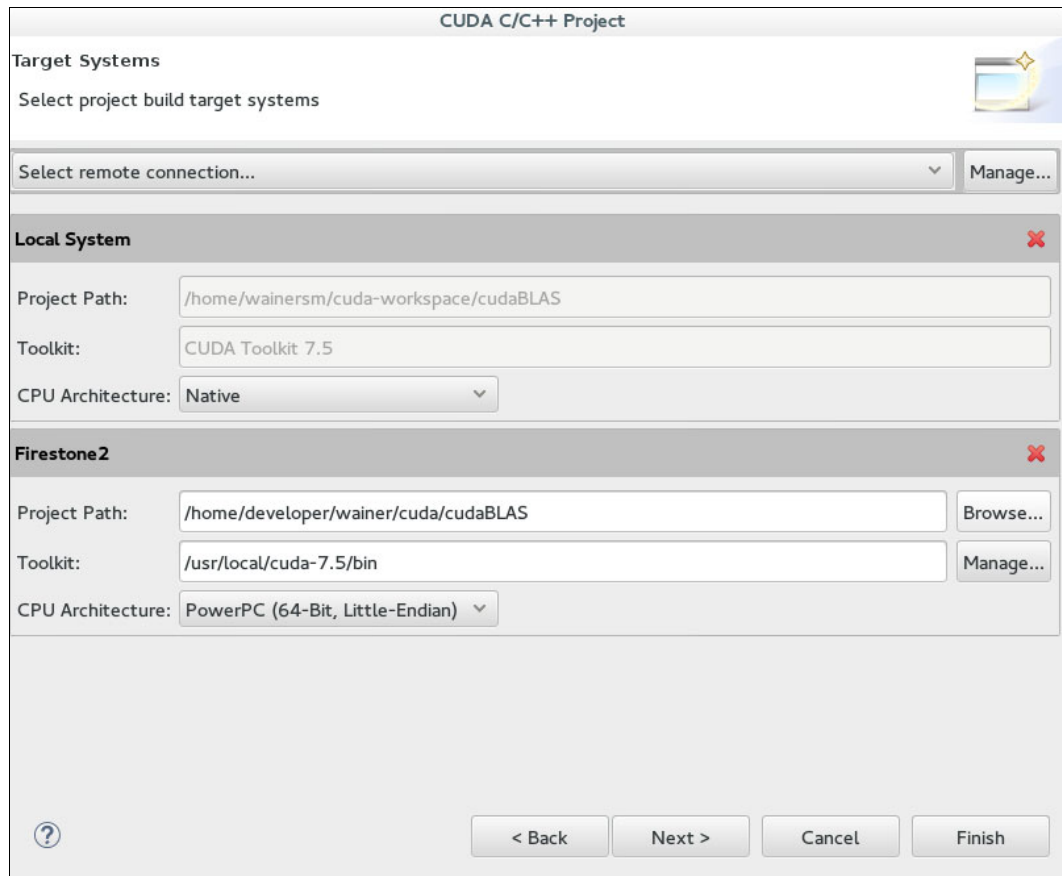 CUDA C/C++ Project
Target Systems
Select project build target systems
Select remote connection... Manage...
Local System
Project Path: /home/wainersm/cuda-workspace/cudaBLAS
Toolkit: CUDA Toolkit 7.5
CPU Architecture: Native
Firestone2
Project Path: /home/developer/wainer/cuda/cudaBLAS Browse...
Toolkit: /usr/local/cuda-7.5/bin Manage...
CPU Architecture: PowerPC (64-Bit, Little-Endian)
? < Back Next > Cancel Finish